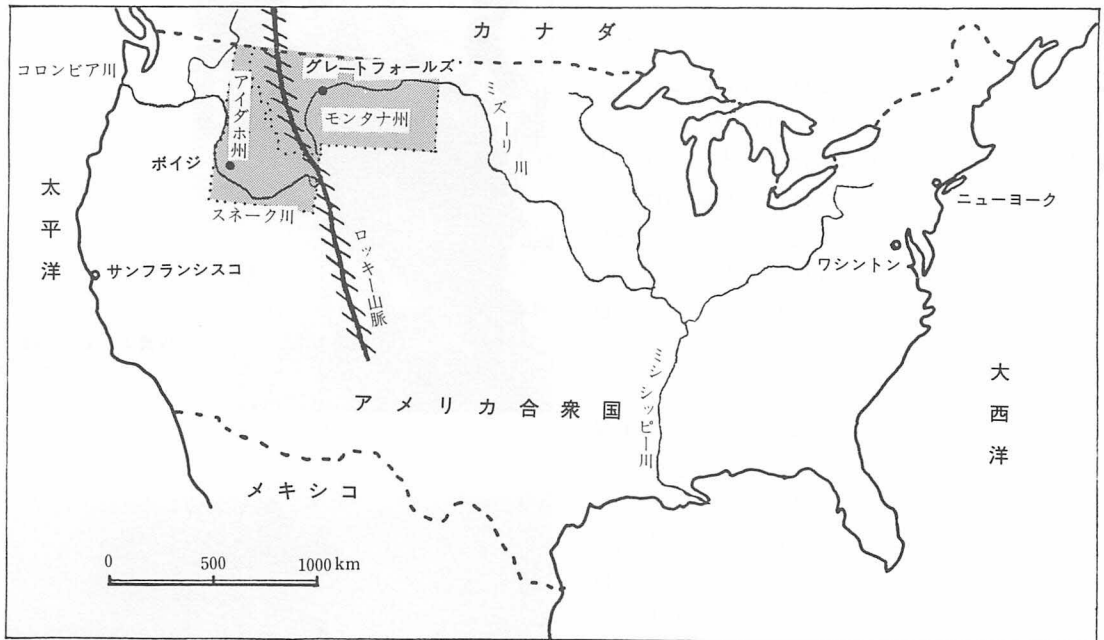 カナダ
コロンビア川
グレートフォールズ
アイダホ州
モンタナ州
ミズーリ川
ボイジ
スネーク川
太平洋
サンフランシスコ
ロッキー山脈
ニューヨーク
ワシントン
アメリカ合衆国
ミシシッピー川
大西洋
メキシコ
0 500 1000km